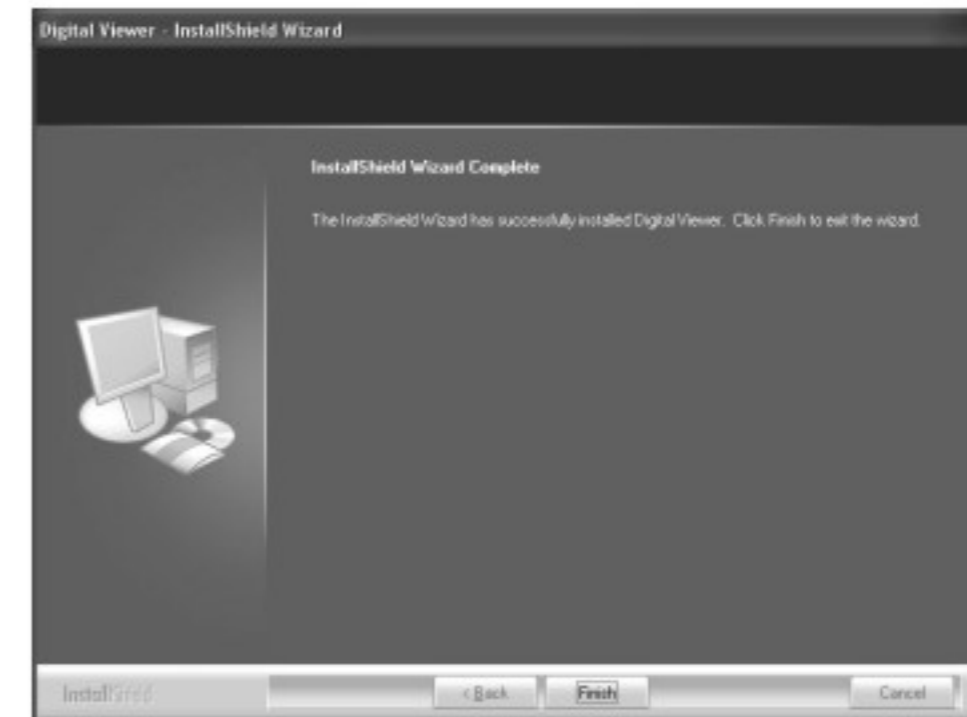 Digital Viewer - InstallShield Wizard
InstallShield Wizard Complete
The InstallShield Wizard has successfully installed Digital Viewer. Click Finish to exit the wizard.
InstallShield
< Back
Finish
Cancel